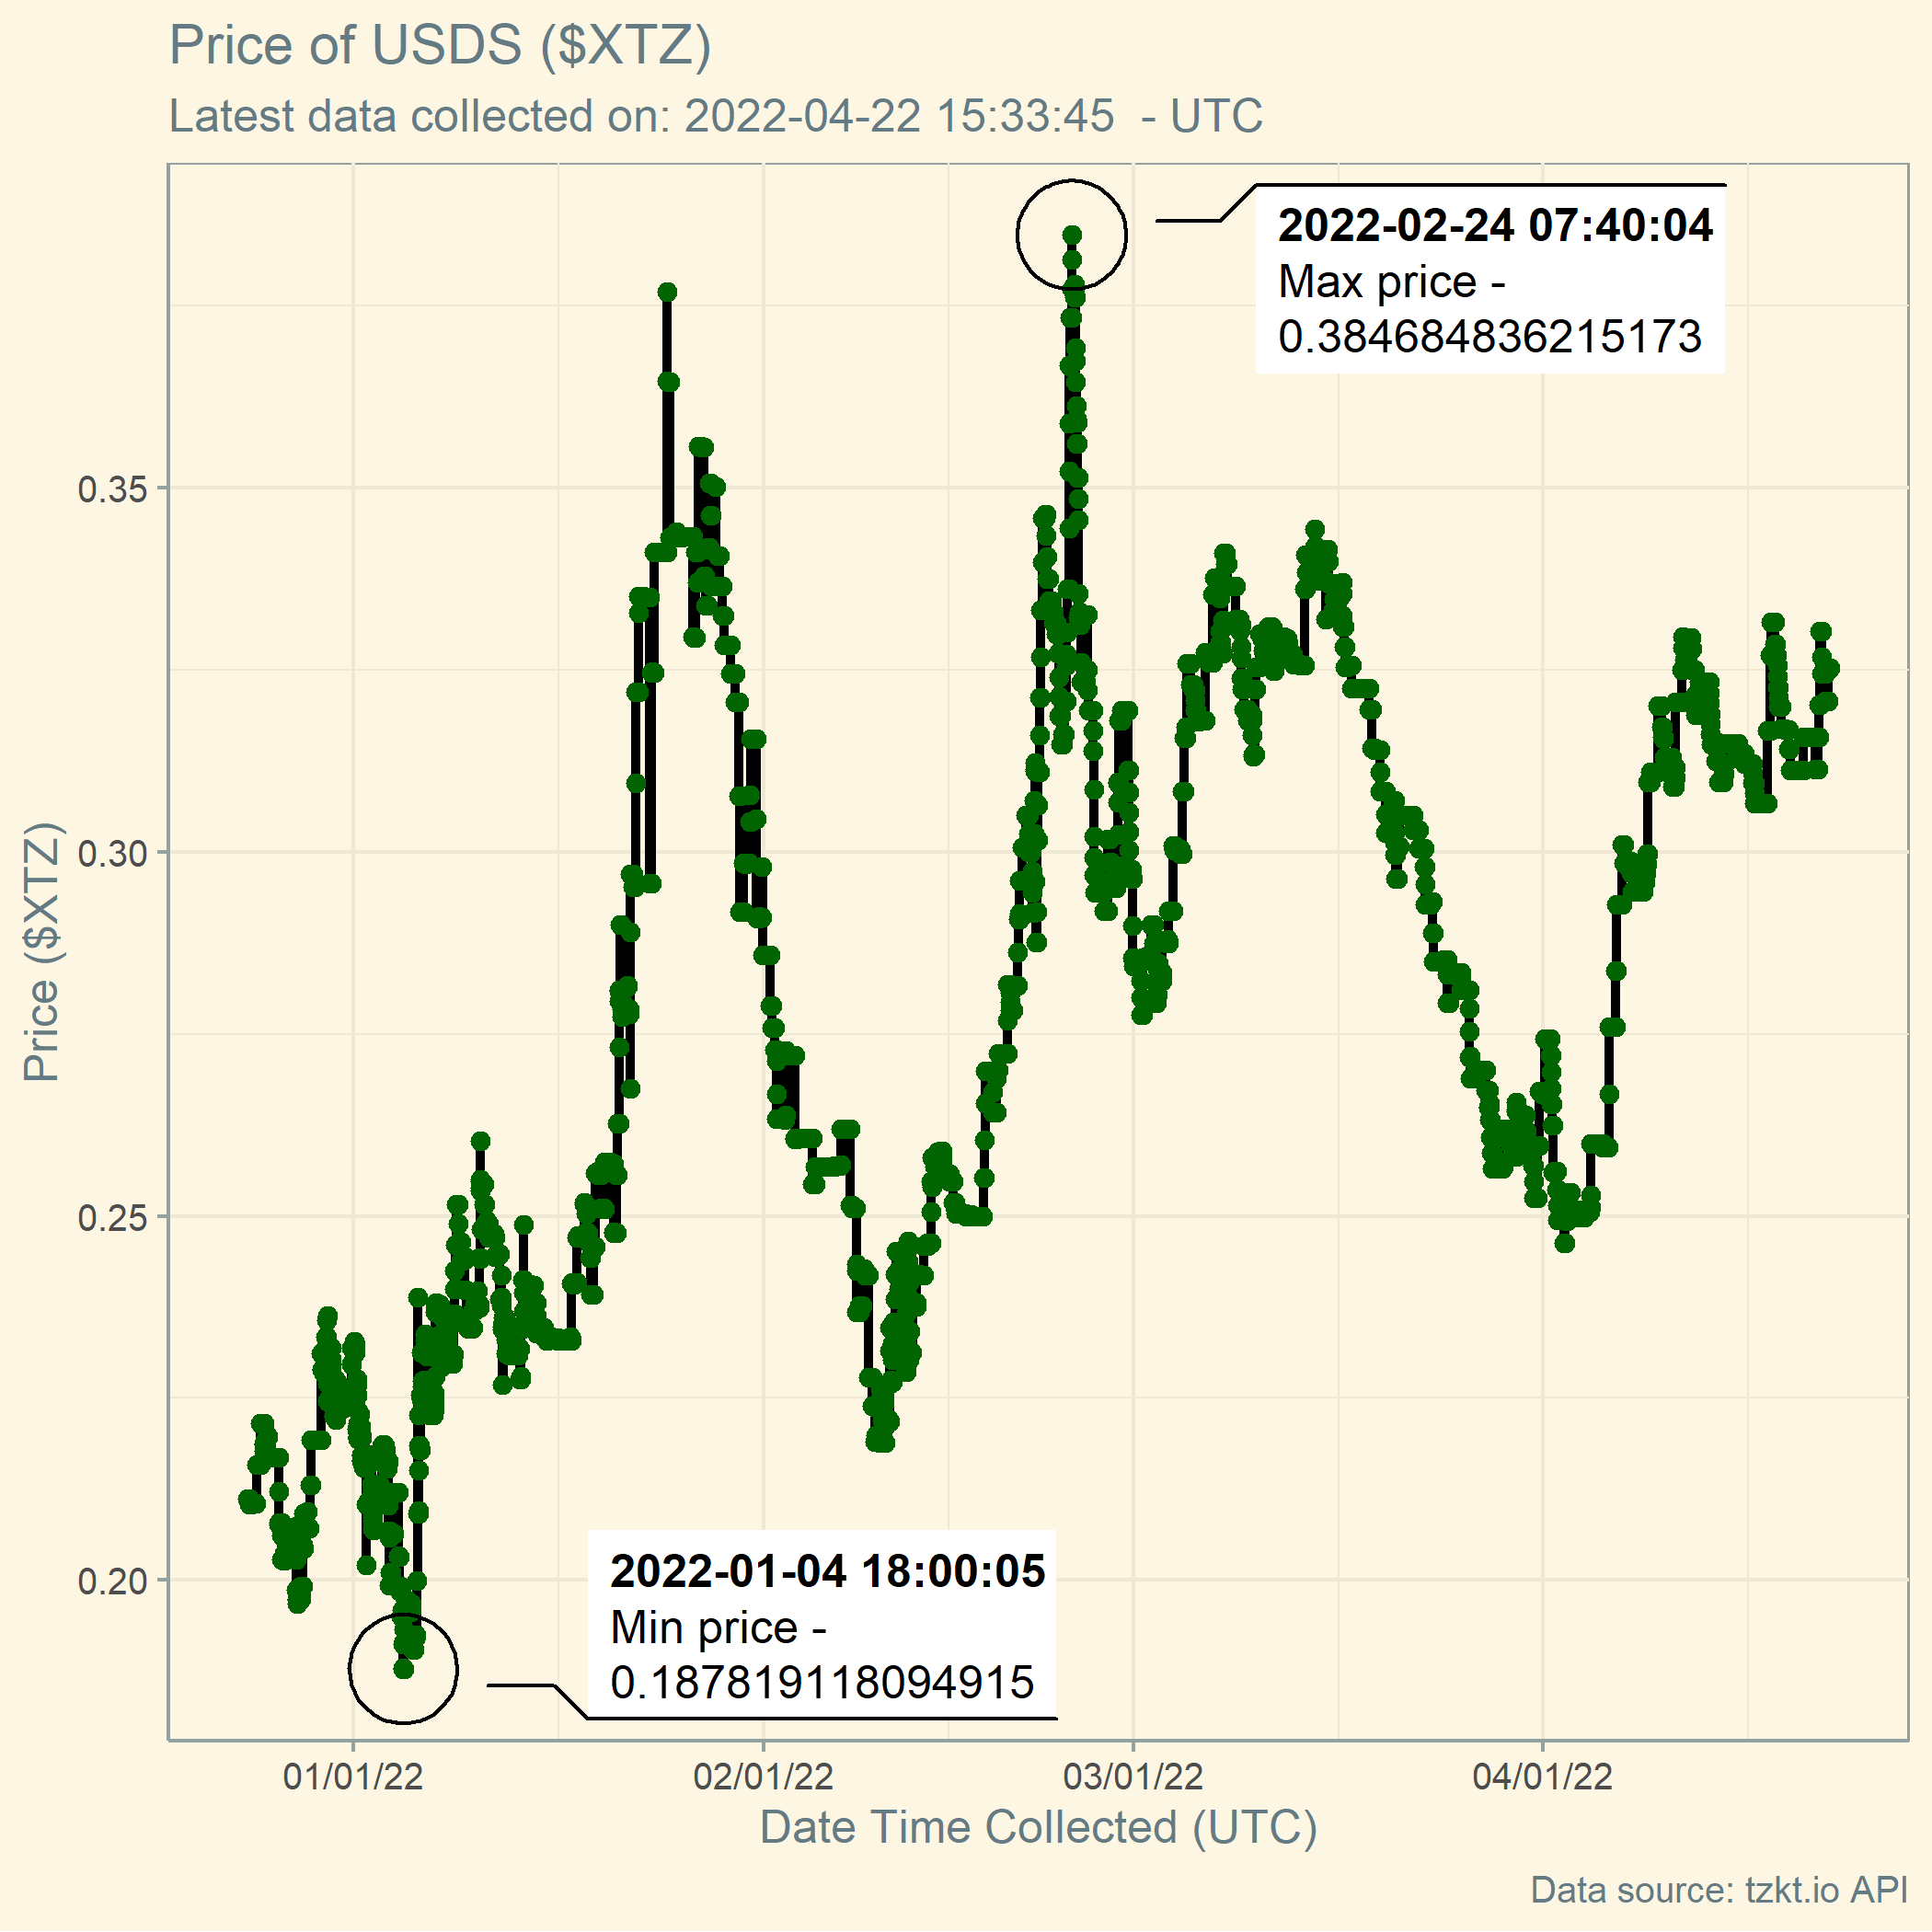 Price of USDS ($XTZ)
Latest data collected on: 2022-04-22 15:33:45  - UTC
2022-02-24 07:40:04
Max price -
0.384684836215173
0.35
0.30
0.25
0.20
Price ($XTZ)
2022-01-04 18:00:05
Min price -
0.187819118094915
01/01/22
02/01/22
03/01/22
04/01/22
Date Time Collected (UTC)
Data source: tzkt.io API